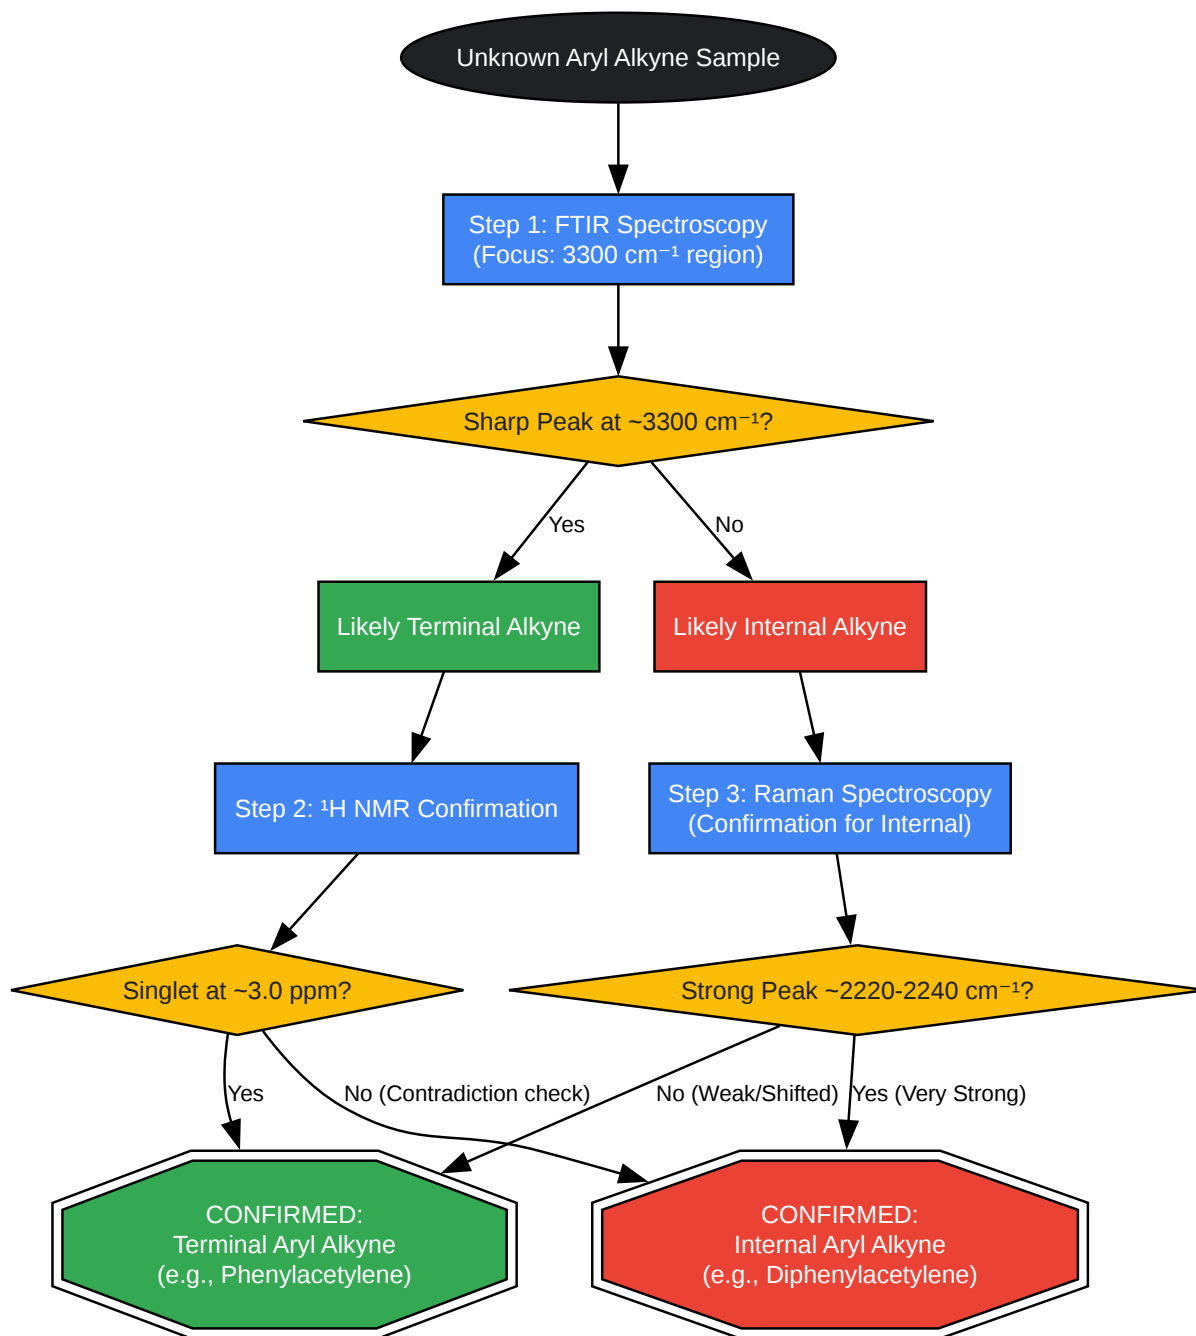 Unknown Aryl Alkyne Sample
Step 1: FTIR Spectroscopy
(Focus: 3300 cm⁻¹ region)
Sharp Peak at ~3300 cm⁻¹?
Yes
No
Likely Terminal Alkyne
Likely Internal Alkyne
Step 2: ¹H NMR Confirmation
Step 3: Raman Spectroscopy
(Confirmation for Internal)
Singlet at ~3.0 ppm?
Strong Peak ~2220-2240 cm⁻¹?
Yes
No (Contradiction check)
No (Weak/Shifted)
Yes (Very Strong)
CONFIRMED:
Terminal Aryl Alkyne
(e.g., Phenylacetylene)
CONFIRMED:
Internal Aryl Alkyne
(e.g., Diphenylacetylene)